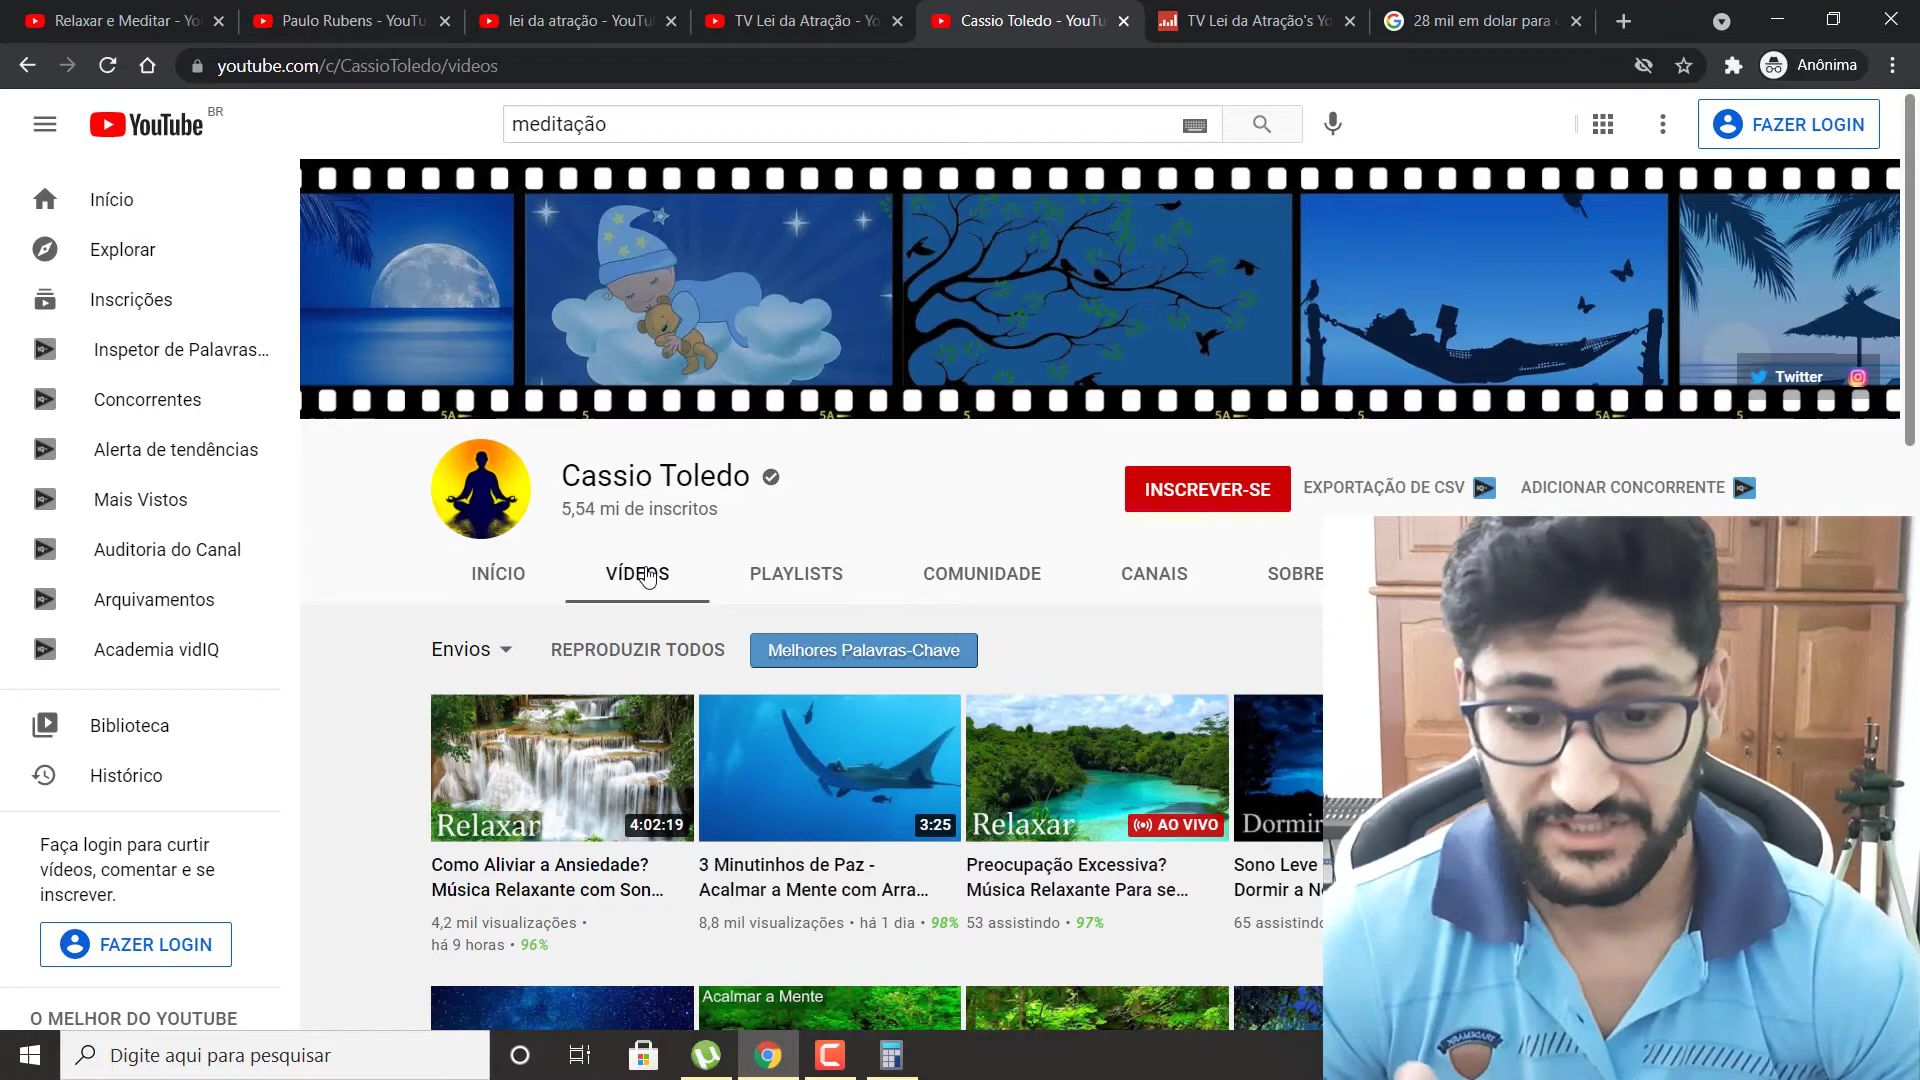 Relaxar e Meditar - Yo
Paulo Rubens - YouTu
lei da atração - YouTu
TV Lei da Atração - Yo
Cassio Toledo - YouTu
TV Lei da Atração's Yo
28 mil em dolar para
youtube.com/c/CassioToledo/videos
Anônima
YouTube BR
meditação
FAZER LOGIN
Início
Explorar
Inscrições
Inspetor de Palavras...
Concorrentes
Alerta de tendências
Mais Vistos
Auditoria do Canal
Arquivamentos
Academia vidIQ
Biblioteca
Histórico
Faça login para curtir
vídeos, comentar e se
inscrever.
FAZER LOGIN
O MELHOR DO YOUTUBE
5A
5
5A
5
5A
5
5A
5
Twitter
Cassio Toledo
5,54 mi de inscritos
INSCREVER-SE
EXPORTAÇÃO DE CSV
ADICIONAR CONCORRENTE
INÍCIO
VÍDEOS
PLAYLISTS
COMUNIDADE
CANAIS
SOBRE
Envios
REPRODUZIR TODOS
Melhores Palavras-Chave
Relaxar
4:02:19
3:25
Relaxar
AO VIVO
Dormir
Como Aliviar a Ansiedade?
Música Relaxante com Son...
4,2 mil visualizações •
há 9 horas • 96%
3 Minutinhos de Paz -
Acalmar a Mente com Arra...
8,8 mil visualizações • há 1 dia • 98%
Preocupação Excessiva?
Música Relaxante Para se...
53 assistindo • 97%
Sono Leve
Dormir a N
65 assistindo
Acalmar a Mente
Digite aqui para pesquisar